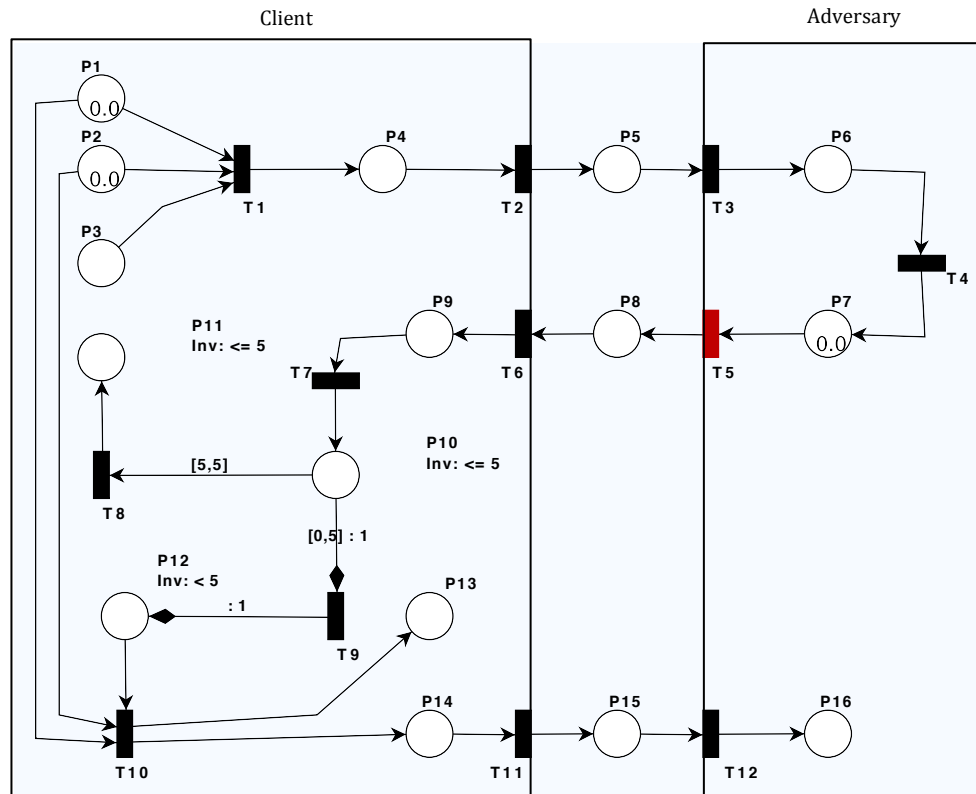 Client
Adversary
P1
0.0
P2
0.0
P3
T1
P4
T2
P5
T3
P6
T4
P11
Inv: <= 5
P9
P8
P7
0.0
T7
T6
T5
P10
Inv: <= 5
[5,5]
T8
[0,5] : 1
P12
Inv: < 5
P13
: 1
T9
P14
P15
P16
T10
T11
T12